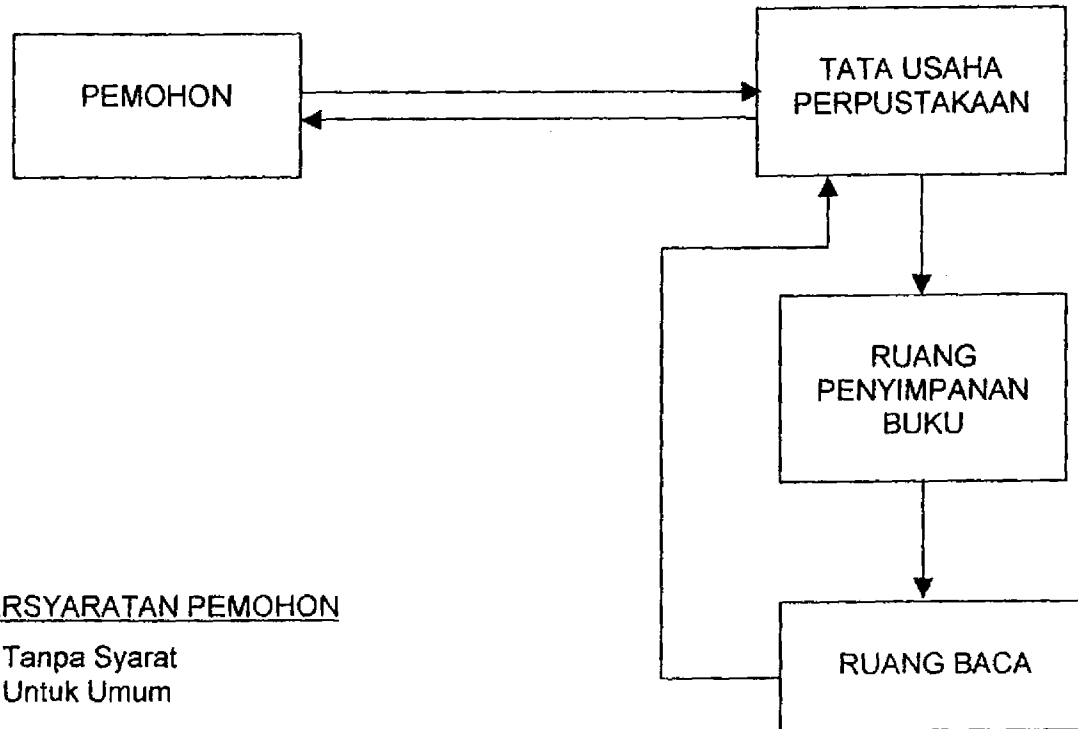 PEMOHON
TATA USAHA
PERPUSTAKAAN
RUANG
PENYIMPANAN
BUKU
RUANG BACA
RSYARATAN PEMOHON
Tanpa Syarat
Untuk Umum